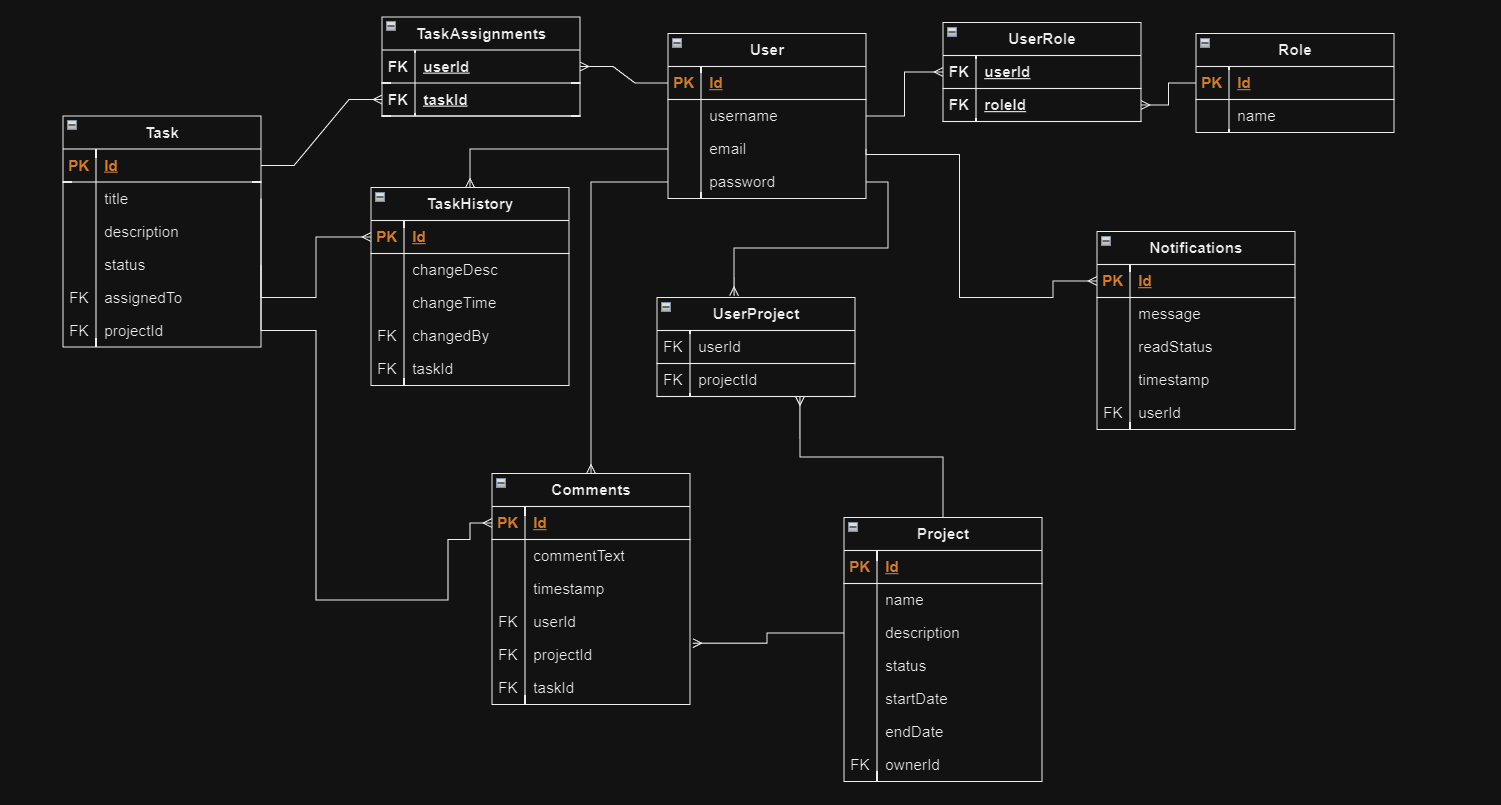 TaskAssignments
FK userId
FK taskId
User
PK Id
username
email
password
UserRole
FK userId
FK roleId
Role
PK Id
name
Task
PK Id
title
description
status
FK assignedTo
FK projectId
TaskHistory
PK Id
changeDesc
changeTime
FK changedBy
FK taskId
Notifications
PK Id
message
readStatus
timestamp
FK userId
UserProject
FK userId
FK projectId
Comments
PK Id
commentText
timestamp
FK userId
FK projectId
FK taskId
Project
PK Id
name
description
status
startDate
endDate
FK ownerId